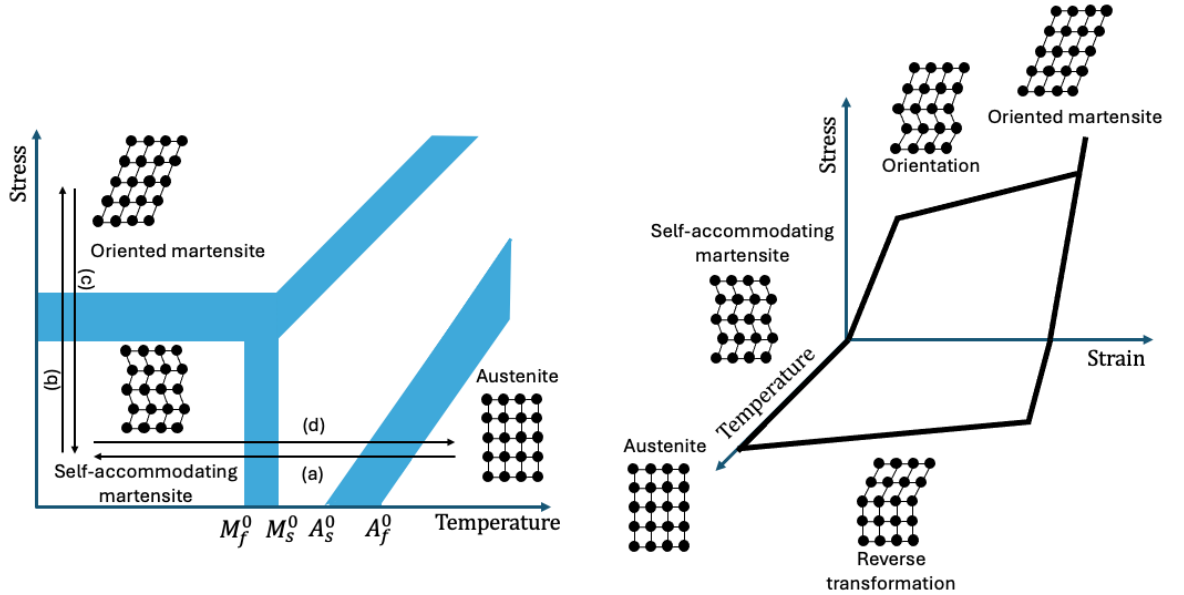 Stress
Oriented martensite
(c)
(b)
Austenite
(d)
Self-accommodating
martensite
(a)
M_f^0 M_s^0 A_s^0 A_f^0 Temperature
Oriented martensite
Stress
Orientation
Self-accommodating
martensite
Strain
Temperature
Austenite
Reverse
transformation